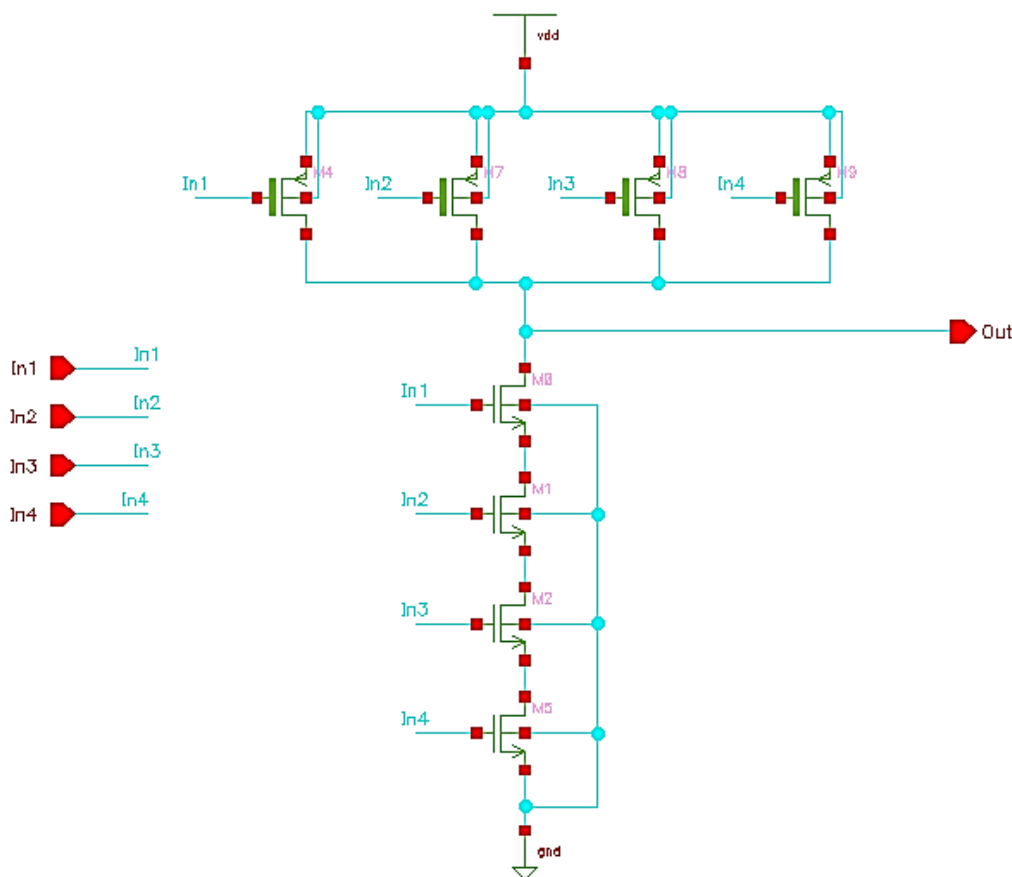 vdd
M4
M7
M8
M9
In1
In2
In3
In4
Out
In1
In1
In2
In2
In3
In3
In4
In4
In1
M0
In2
M1
In3
M2
In4
M5
gnd